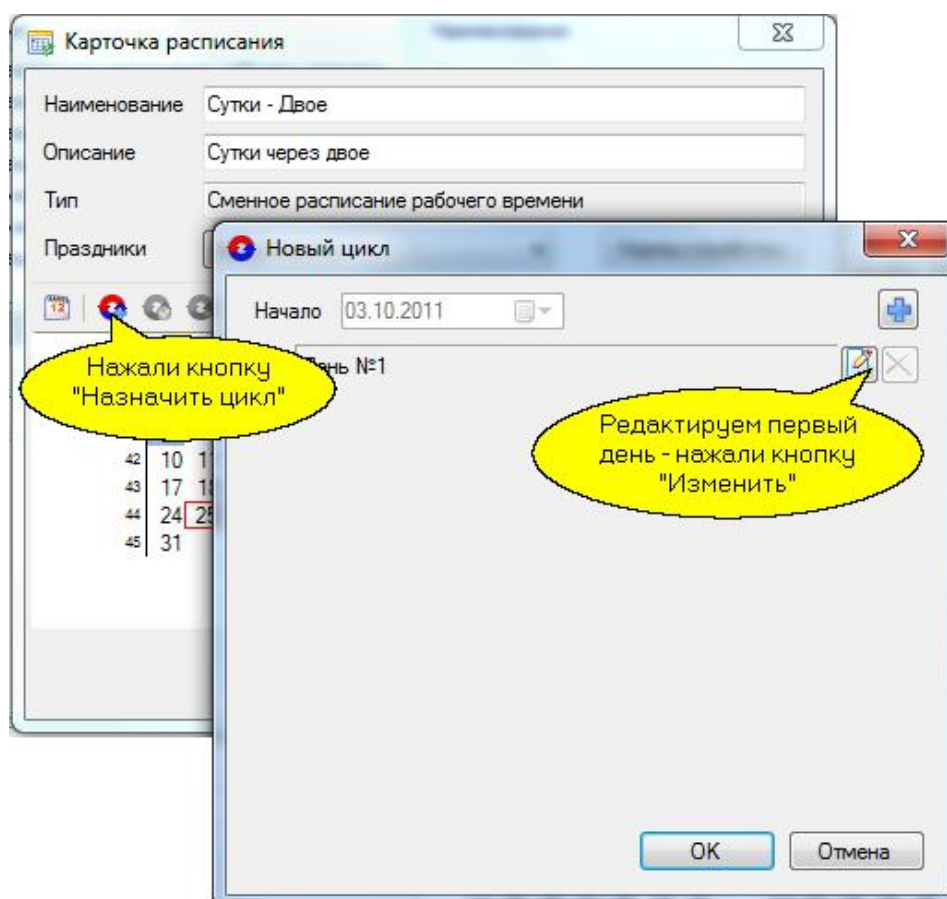 Карточка расписания
Наименование Сутки - Двое
Описание Сутки через двое
Тип Сменное расписание рабочего времени
Праздники
Новый цикл
Начало 03.10.2011
12
День №1
Нажали кнопку
"Назначить цикл"
Редактируем первый
день - нажали кнопку
"Изменить"
42 10
43 17
44 24 25
45 31
OK Отмена